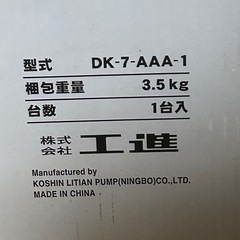 型式 DK-7-AAA-1
梱包重量 3.5kg
台数 1台入
株式会社 工進
Manufactured by
KOSHIN LITIAN PUMP(NINGBO)CO.,LTD.
MADE IN CHINA